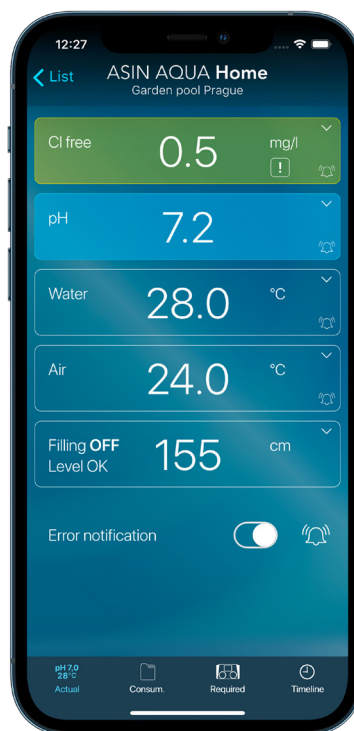 12:27
List
ASIN AQUA Home
Garden pool Prague
Cl free
0.5
mg/l
!
pH
7.2
Water
28.0
°C
Air
24.0
°C
Filling OFF
Level OK
155
cm
Error notification
pH 7,0
28°C
Actual
Consum.
Required
Timeline